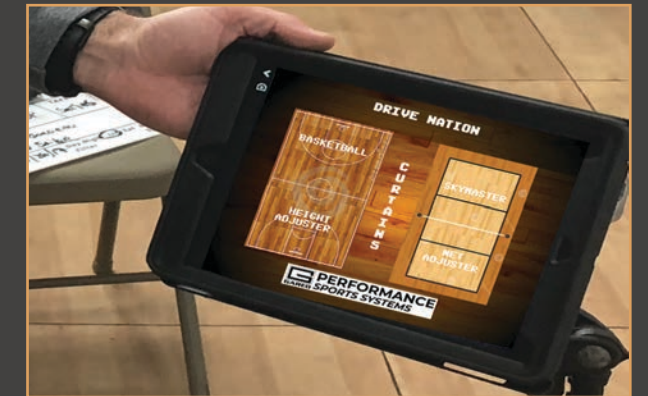 DRIVE NATION
BASKETBALL
HEIGHT
ADJUSTER
CURTAINS
SKYMASTER
NET
ADJUSTER
GARED
PERFORMANCE
SPORTS SYSTEMS